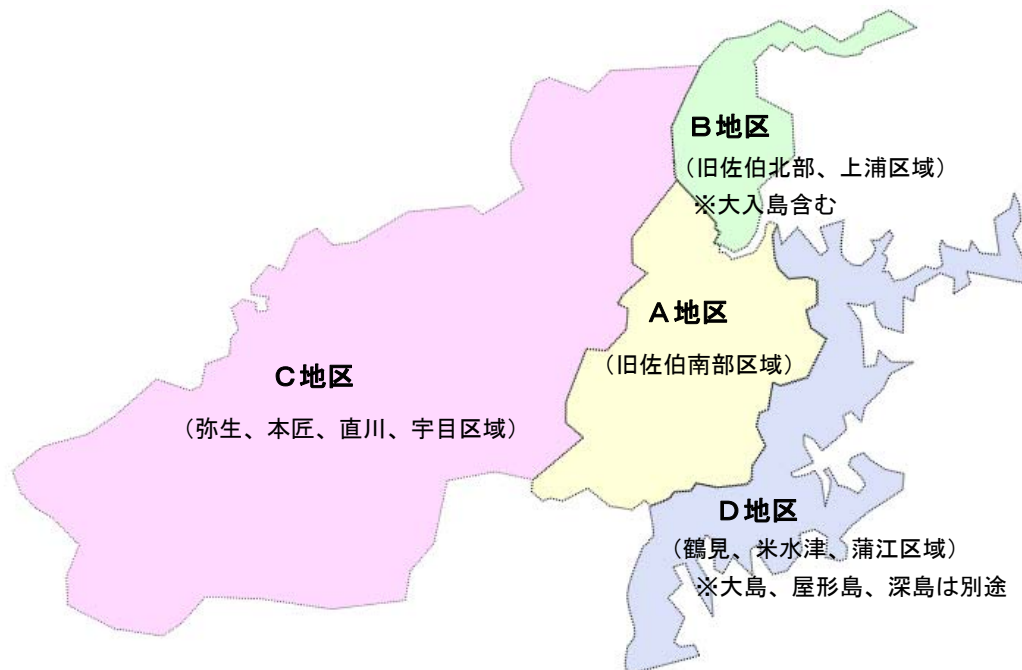 B地区
（旧佐伯北部、上浦区域）
※大入島含む
A地区
（旧佐伯南部区域）
C地区
（弥生、本匠、直川、宇目区域）
D地区
（鶴見、米水津、蒲江区域）
※大島、屋形島、深島は別途